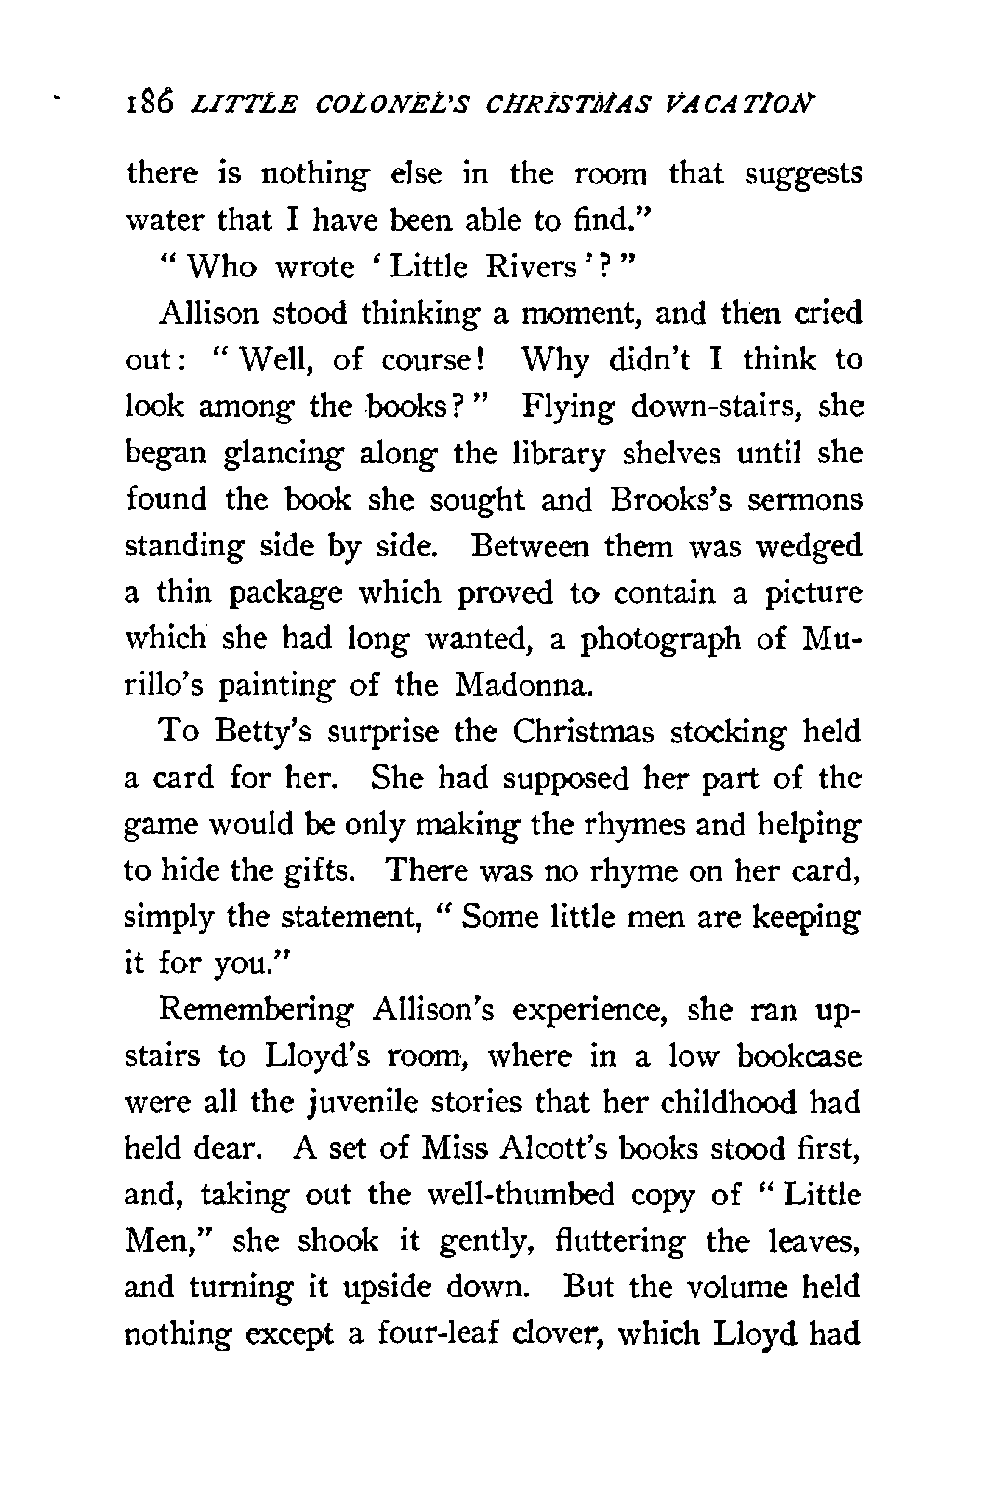 186 LITTLE COLONEL'S CHRISTMAS VACATION
there is nothing else in the room that suggests
water that I have been able to find."
" Who wrote ' Little Rivers '? "
Allison stood thinking a moment, and then cried
out: " Well, of course! Why didn't I think to
look among the books? " Flying down-stairs, she
began glancing along the library shelves until she
found the book she sought and Brooks's sermons
standing side by side. Between them was wedged
a thin package which proved to contain a picture
which she had long wanted, a photograph of Mu-
rillo's painting of the Madonna.
To Betty's surprise the Christmas stocking held
a card for her. She had supposed her part of the
game would be only making the rhymes and helping
to hide the gifts. There was no rhyme on her card,
simply the statement, " Some little men are keeping
it for you."
Remembering Allison's experience, she ran up-
stairs to Lloyd's room, where in a low bookcase
were all the juvenile stories that her childhood had
held dear. A set of Miss Alcott's books stood first,
and, taking out the well-thumbed copy of " Little
Men," she shook it gently, fluttering the leaves,
and turning it upside down. But the volume held
nothing except a four-leaf clover, which Lloyd had